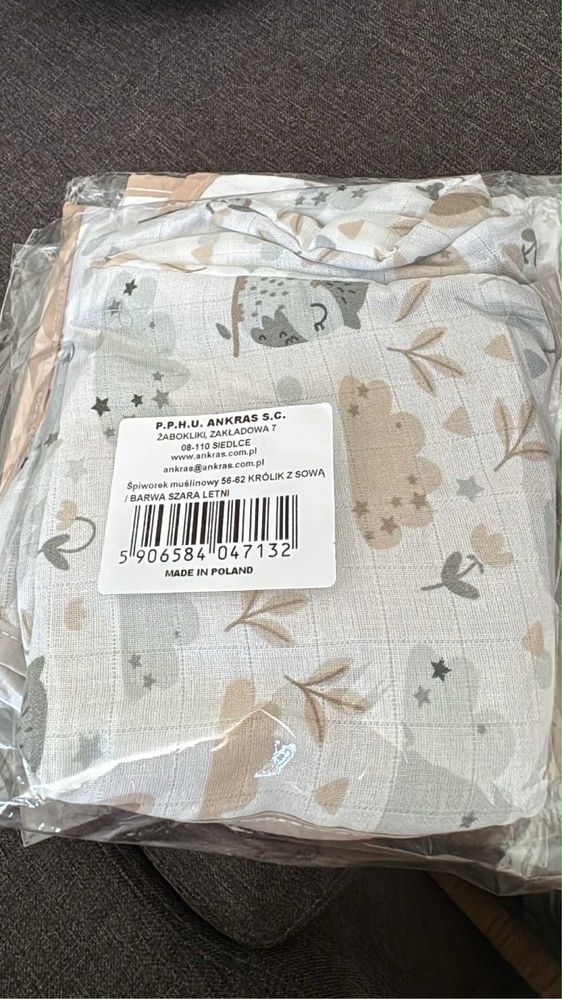 P.P.H.U. ANKRAS S.C.
ŻABOKLIKI, ZAKŁADOWA 7
08-110 SIEDLCE
www.ankras.com.pl
ankras@ankras.com.pl
Śpiworek muślinowy 56-62 KRÓLIK Z SOWĄ
/ BARWA SZARA LETNI
5 906584 047132
MADE IN POLAND